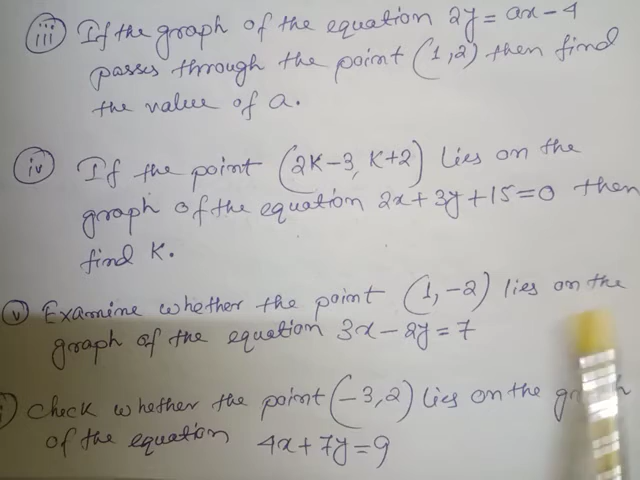 iii) If the graph of the equation 2y = ax - 4
passes through the point (1, 2) then find
the value of a.
iv) If the point (2K-3, K+2) lies on the
graph of the equation 2x+3y+15=0 then
find K.
v) Examine whether the point (1, -2) lies on the
graph of the equation 3x-2y=7
) Check whether the point (-3, 2) lies on the
of the equation 4x+7y=9